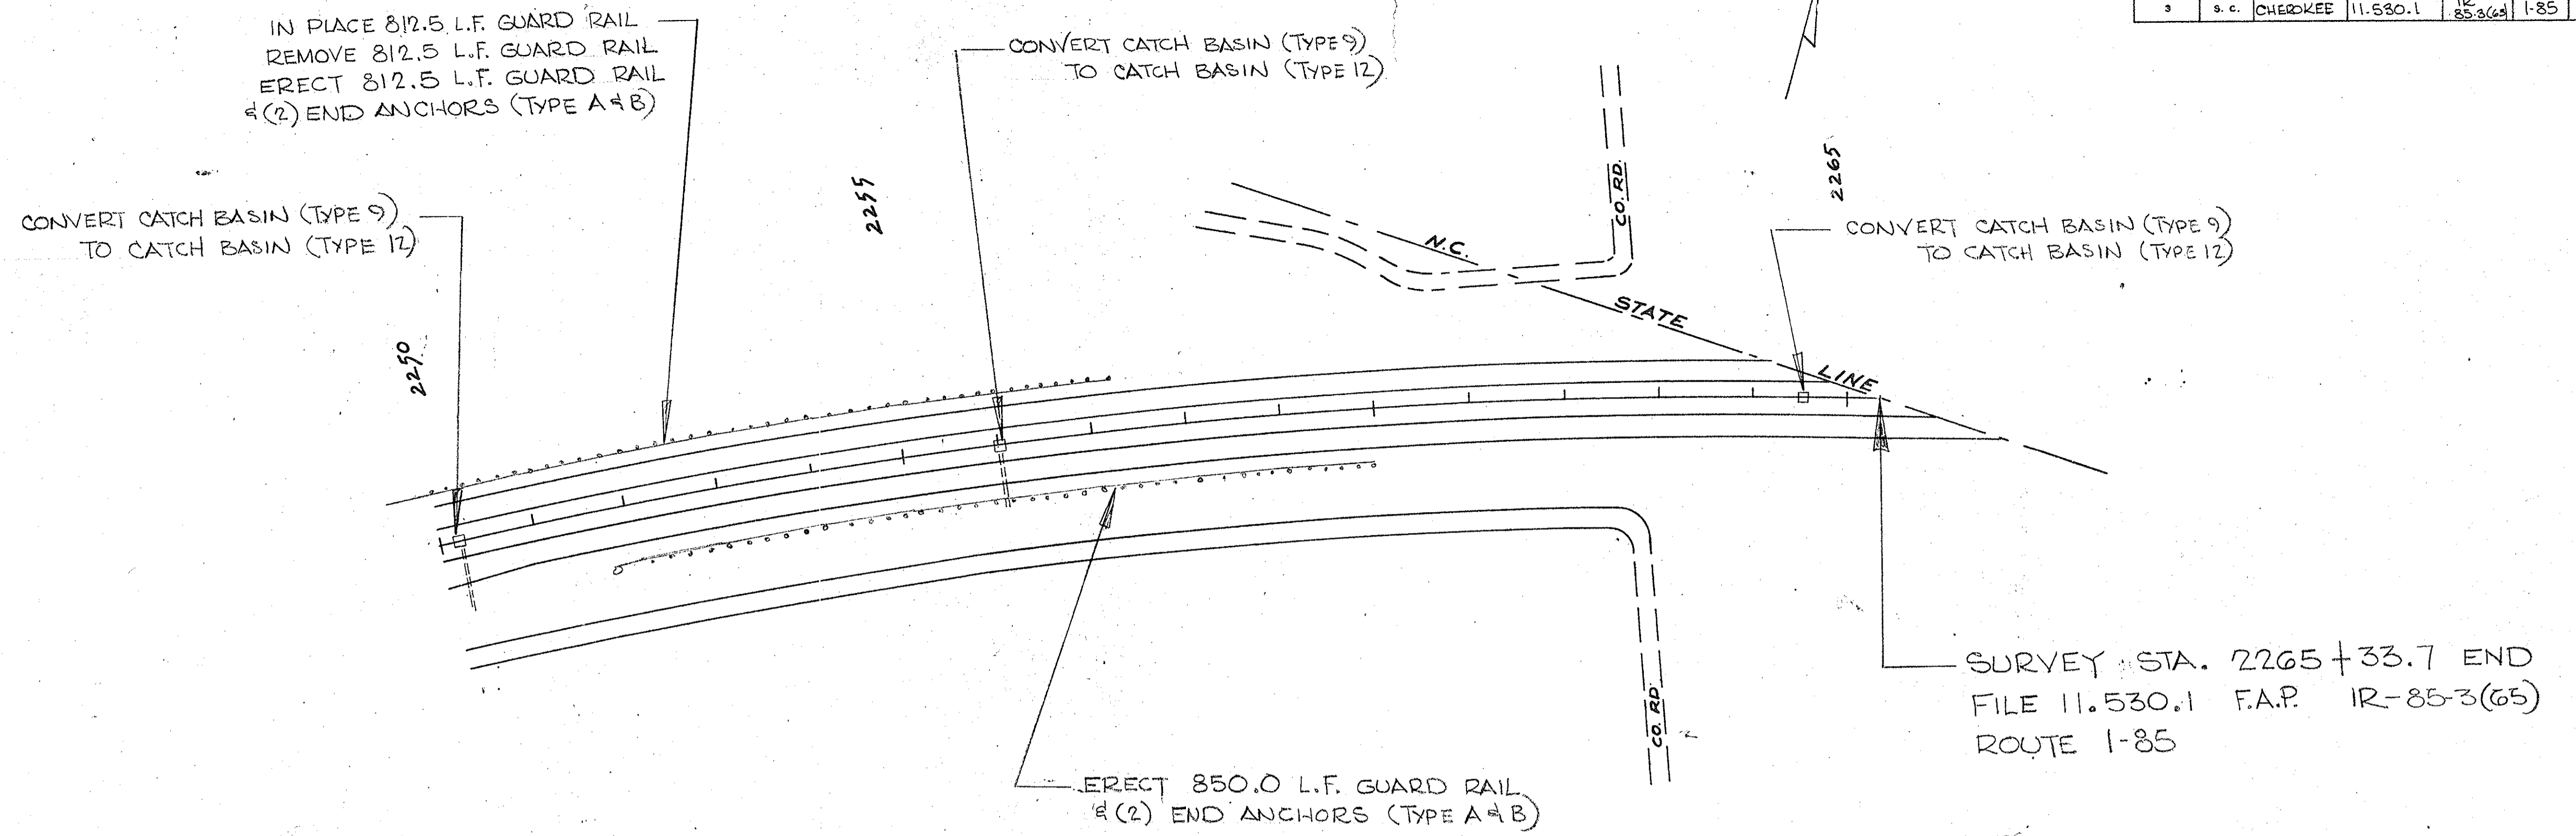 3 S.C. CHEROKEE 11.530.1 IR 85-3(65) I-85
IN PLACE 812.5 L.F. GUARD RAIL
REMOVE 812.5 L.F. GUARD RAIL
ERECT 812.5 L.F. GUARD RAIL
& (2) END ANCHORS (TYPE A & B)
CONVERT CATCH BASIN (TYPE 9)
TO CATCH BASIN (TYPE 12)
CONVERT CATCH BASIN (TYPE 9)
TO CATCH BASIN (TYPE 12)
CONVERT CATCH BASIN (TYPE 9)
TO CATCH BASIN (TYPE 12)
2250
2255
2265
CO. RD.
N.C.
STATE
LINE
CO. RD.
SURVEY STA. 2265+33.7 END
FILE 11.530.1 F.A.P. IR-85-3(65)
ROUTE I-85
ERECT 850.0 L.F. GUARD RAIL
& (2) END ANCHORS (TYPE A & B)